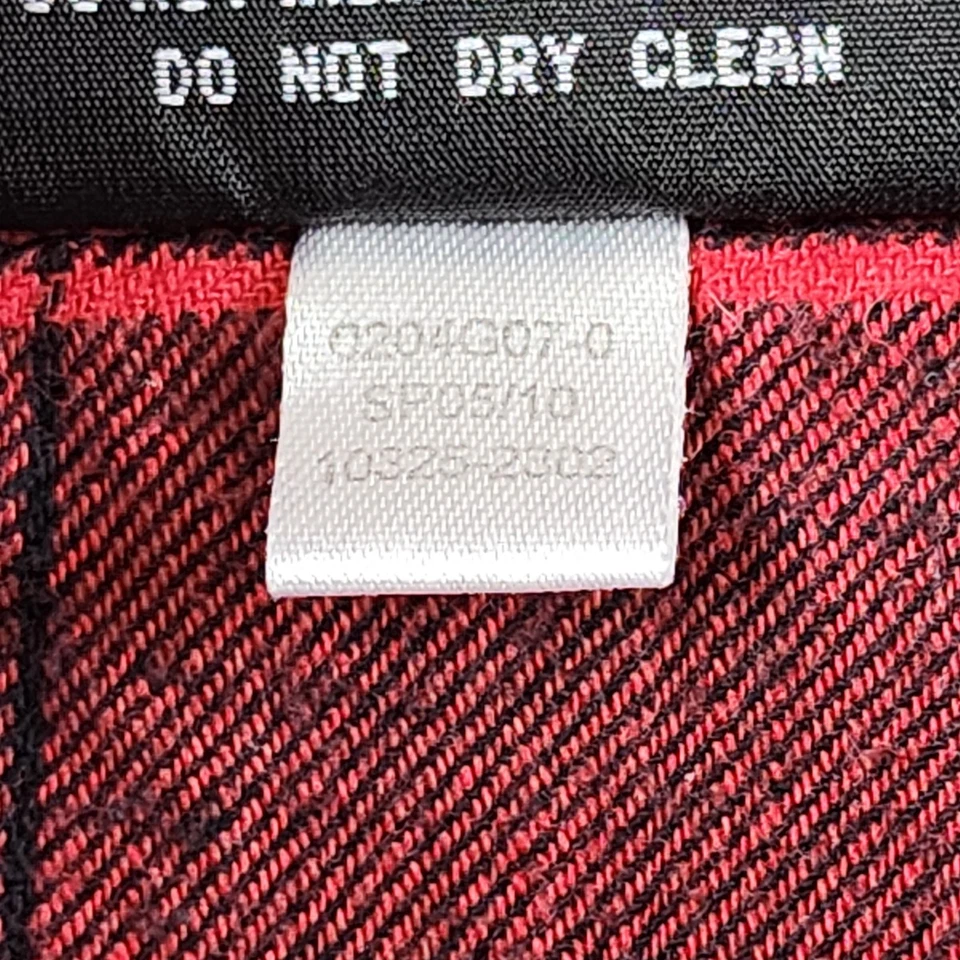 DO NOT DRY CLEAN
0204G07-0
SP05/10
10325-2302